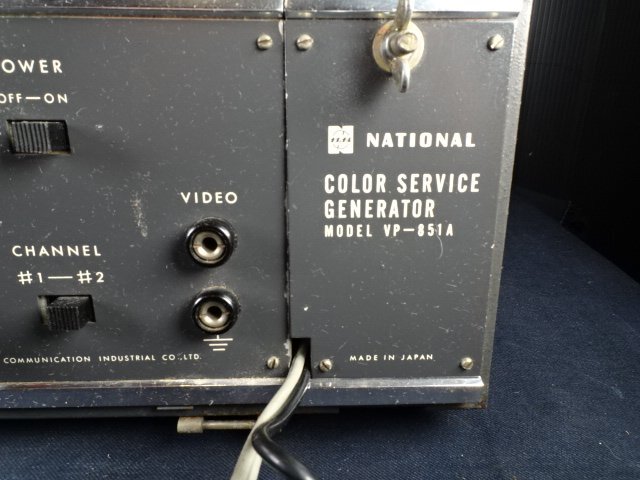 OWER
OFF—ON
VIDEO
CHANNEL
#1—#2
COMMUNICATION INDUSTRIAL CO., LTD.
NATIONAL
COLOR SERVICE
GENERATOR
MODEL VP-851A
MADE IN JAPAN